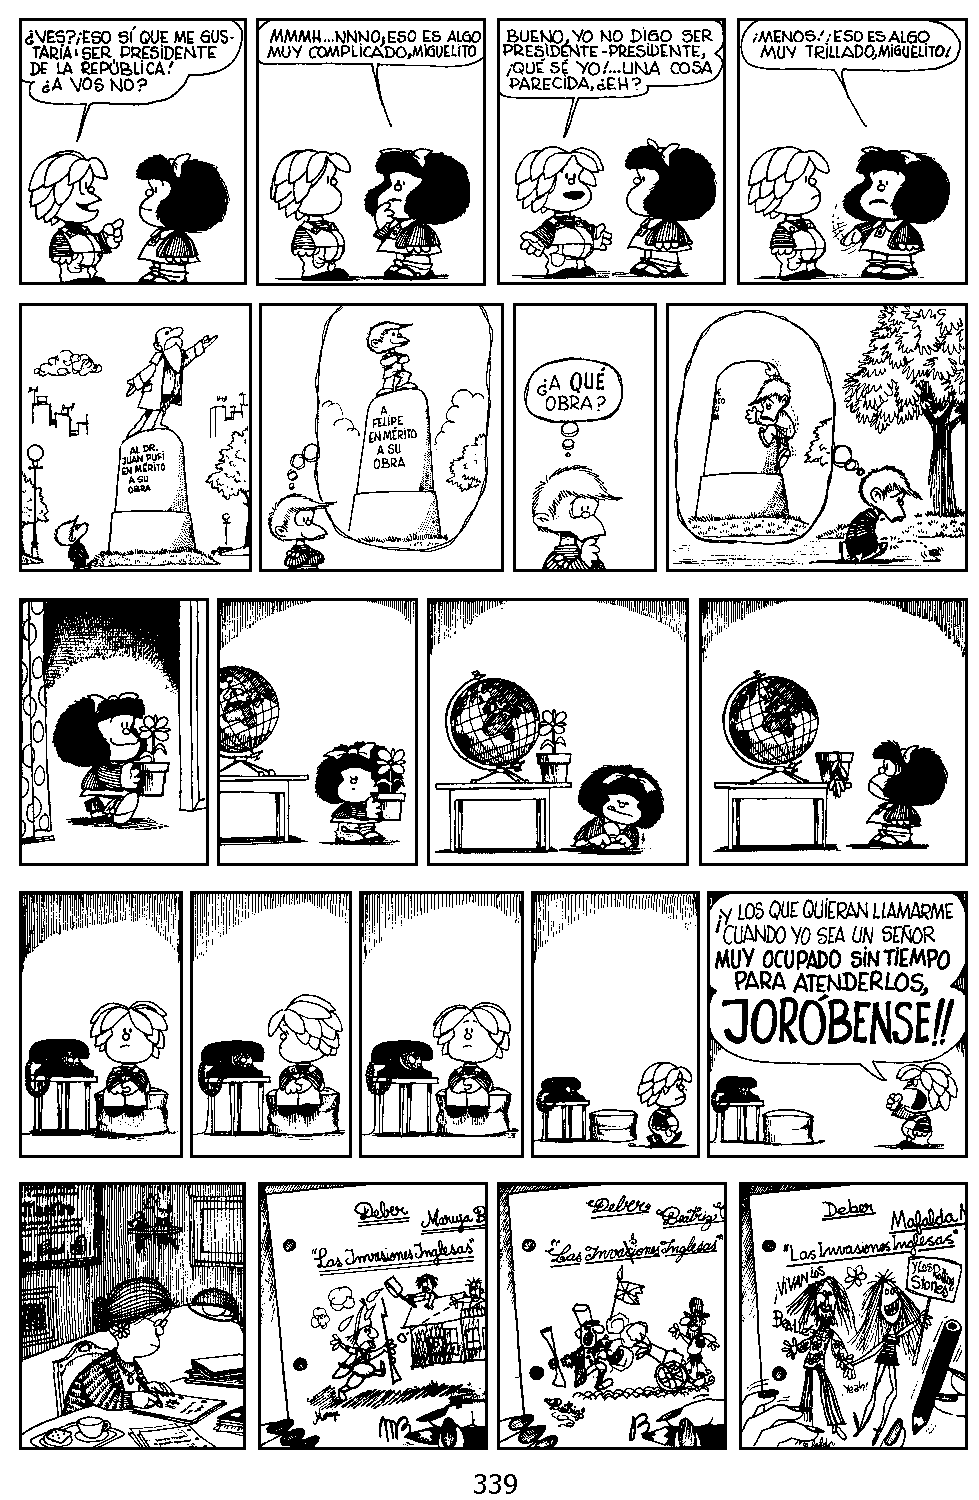 ¿VES?, ¡ESO SÍ QUE ME GUS-
TARÍA: SER PRESIDENTE
DE LA REPÚBLICA!
¿A VOS NO?
MMMH...NNNO, ESO ES ALGO
MUY COMPLICADO, MIGUELITO
BUENO, YO NO DIGO SER
PRESIDENTE-PRESIDENTE,
¡QUÉ SÉ YO!...UNA COSA
PARECIDA, ¿EH?
¡MENOS!, ¡ESO ES ALGO
MUY TRILLADO, MIGUELITO!
AL DR.
JUAN PUFI
EN MÉRITO
A SU
OBRA
A
FELIPE
EN MÉRITO
A SU
OBRA
¿A QUÉ
OBRA?
¡Y LOS QUE QUIERAN LLAMARME
CUANDO YO SEA UN SEÑOR
MUY OCUPADO SIN TIEMPO
PARA ATENDERLOS,
JORÓBENSE!!
Deber
Maruja B
"Las Invasiones Inglesas"
Deber
Beatriz
"Las Invasiones Inglesas"
Deber
Mafalda
"Las Invasiones Inglesas"
VIVAN LOS
Y LOS Rolling
Stones
Yeah!
339